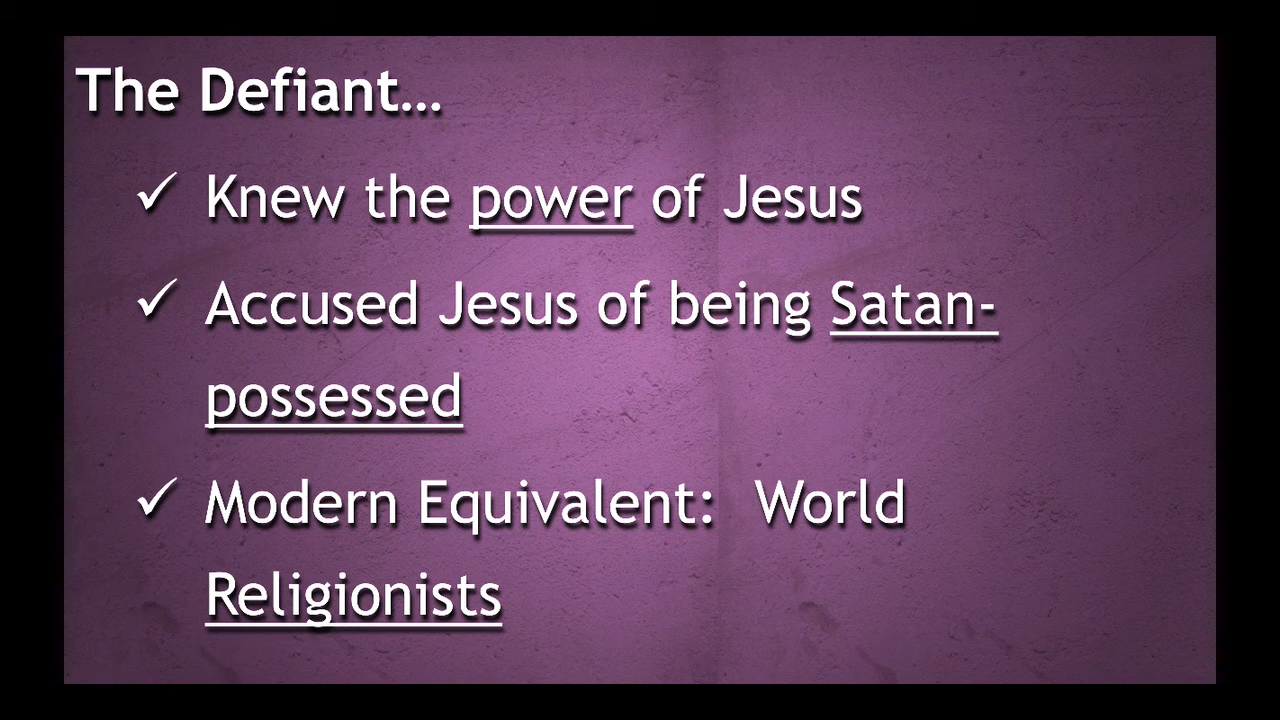 The Defiant…
✓ Knew the power of Jesus
✓ Accused Jesus of being Satan-
possessed
✓ Modern Equivalent: World
Religionists